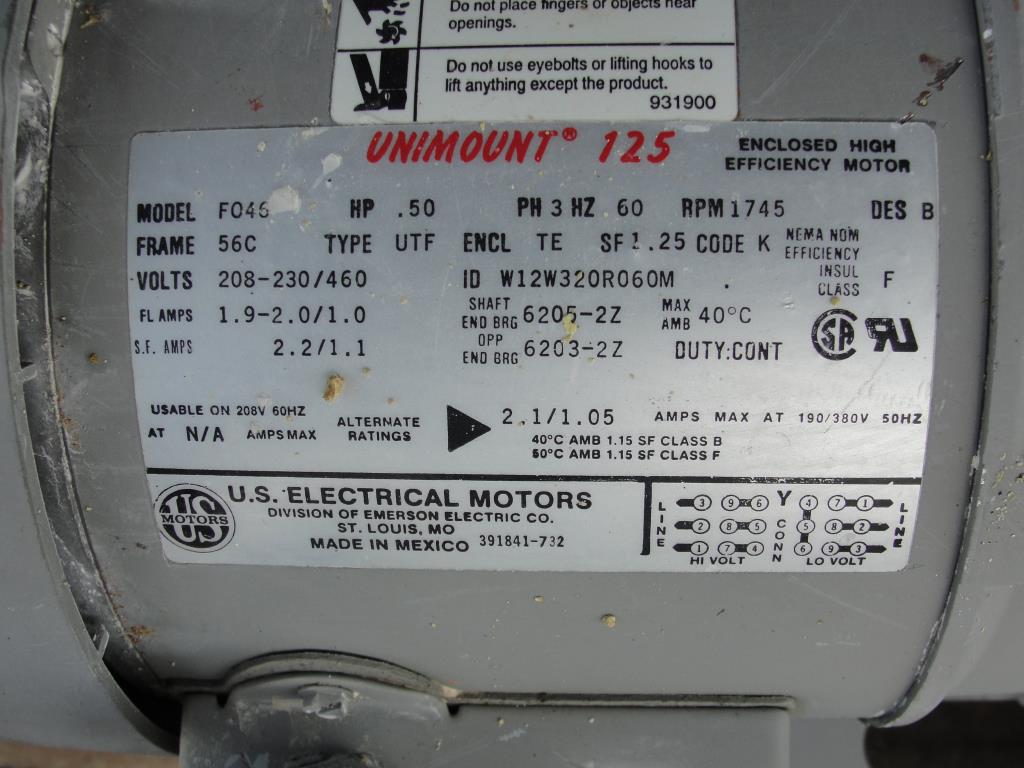 Do not place fingers or objects near
openings.
Do not use eyebolts or lifting hooks to
lift anything except the product.
931900
UNIMOUNT® 125
ENCLOSED HIGH
EFFICIENCY MOTOR
MODEL F046 HP .50 PH 3 HZ 60 RPM 1745 DES B
FRAME 56C TYPE UTF ENCL TE SF 1.25 CODE K NEMA NOM
EFFICIENCY
VOLTS 208-230/460 ID W12W320R060M . INSUL
CLASS F
FL AMPS 1.9-2.0/1.0 SHAFT
END BRG 6205-2Z MAX
AMB 40°C
S.F. AMPS 2.2/1.1 OPP
END BRG 6203-2Z DUTY:CONT
SA UR
USABLE ON 208V 60HZ
AT N/A AMPS MAX
ALTERNATE
RATINGS
2.1/1.05 AMPS MAX AT 190/380V 50HZ
40°C AMB 1.15 SF CLASS B
50°C AMB 1.15 SF CLASS F
US
MOTORS
U.S. ELECTRICAL MOTORS
DIVISION OF EMERSON ELECTRIC CO.
ST. LOUIS, MO
MADE IN MEXICO 391841-732
LINE
3 9 6 Y 4 7 1
2 8 5 5 8 2
1 7 4 6 9 3
CONN
LINE
HI VOLT LO VOLT